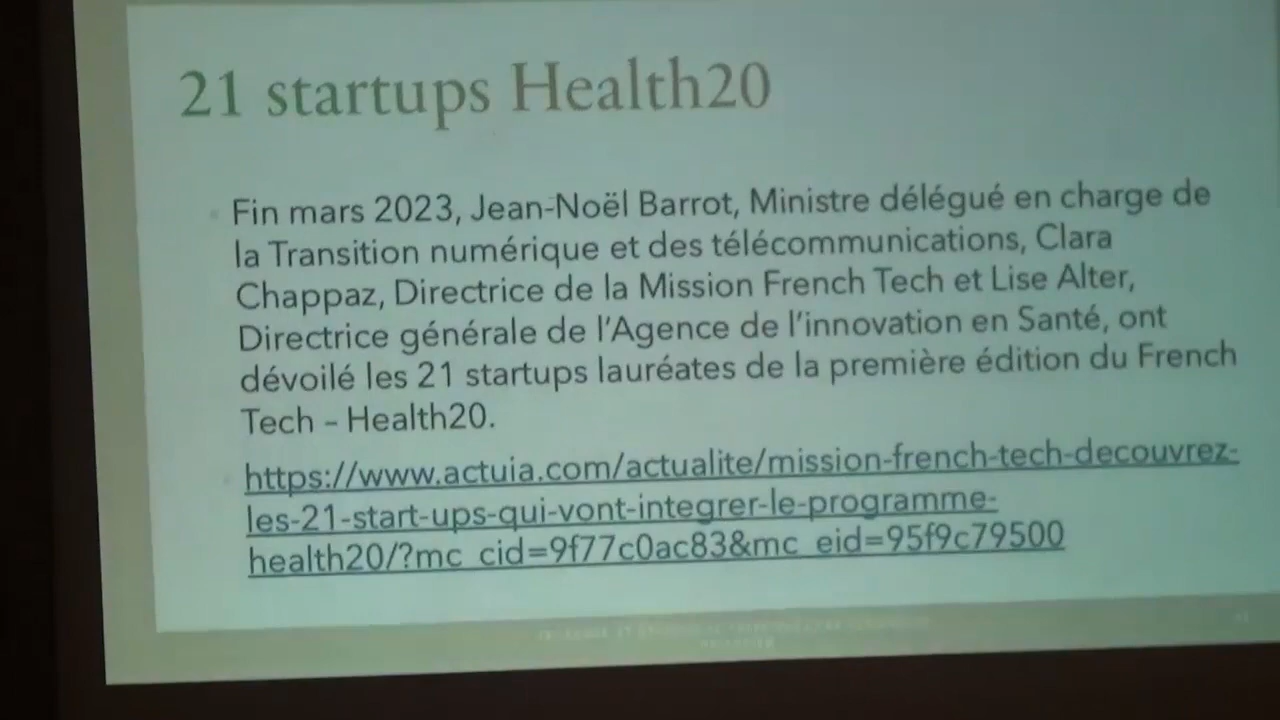 21 startups Health20
Fin mars 2023, Jean-Noël Barrot, Ministre délégué en charge de
la Transition numérique et des télécommunications, Clara
Chappaz, Directrice de la Mission French Tech et Lise Alter,
Directrice générale de l'Agence de l'innovation en Santé, ont
dévoilé les 21 startups lauréates de la première édition du French
Tech – Health20.
https://www.actuia.com/actualite/mission-french-tech-decouvrez-
les-21-start-ups-qui-vont-integrer-le-programme-
health20/?mc_cid=9f77c0ac83&mc_eid=95f9c79500